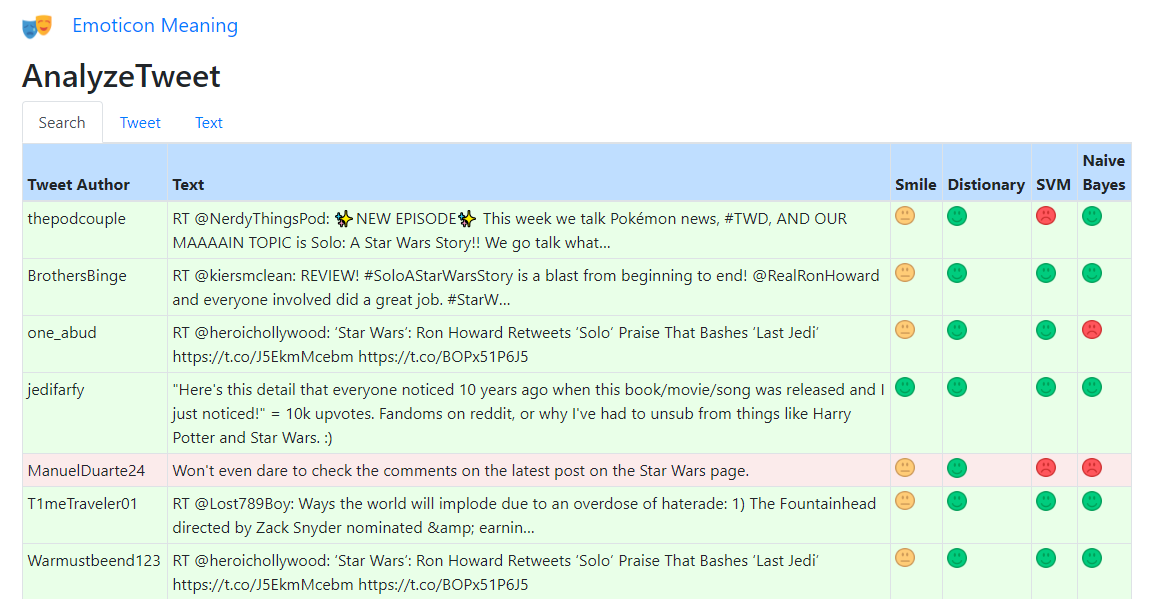 Emoticon Meaning
AnalyzeTweet
Search Tweet Text
Tweet Author Text Smile Distionary SVM Naive Bayes
thepodcouple RT @NerdyThingsPod: ✨NEW EPISODE✨ This week we talk Pokémon news, #TWD, AND OUR
MAAAAIN TOPIC is Solo: A Star Wars Story!! We go talk what...
BrothersBinge RT @kiersmclean: REVIEW! #SoloAStarWarsStory is a blast from beginning to end! @RealRonHoward
and everyone involved did a great job. #StarW...
one_abud RT @heroichollywood: ‘Star Wars’: Ron Howard Retweets ‘Solo’ Praise That Bashes ‘Last Jedi’
https://t.co/J5EkmMcebm https://t.co/BOPx51P6J5
jedifarfy "Here's this detail that everyone noticed 10 years ago when this book/movie/song was released and I
just noticed!" = 10k upvotes. Fandoms on reddit, or why I've had to unsub from things like Harry
Potter and Star Wars. :)
ManuelDuarte24 Won't even dare to check the comments on the latest post on the Star Wars page.
T1meTraveler01 RT @Lost789Boy: Ways the world will implode due to an overdose of haterade: 1) The Fountainhead
directed by Zack Snyder nominated &amp; earnin...
Warmustbeend123 RT @heroichollywood: ‘Star Wars’: Ron Howard Retweets ‘Solo’ Praise That Bashes ‘Last Jedi’
https://t.co/J5EkmMcebm https://t.co/BOPx51P6J5